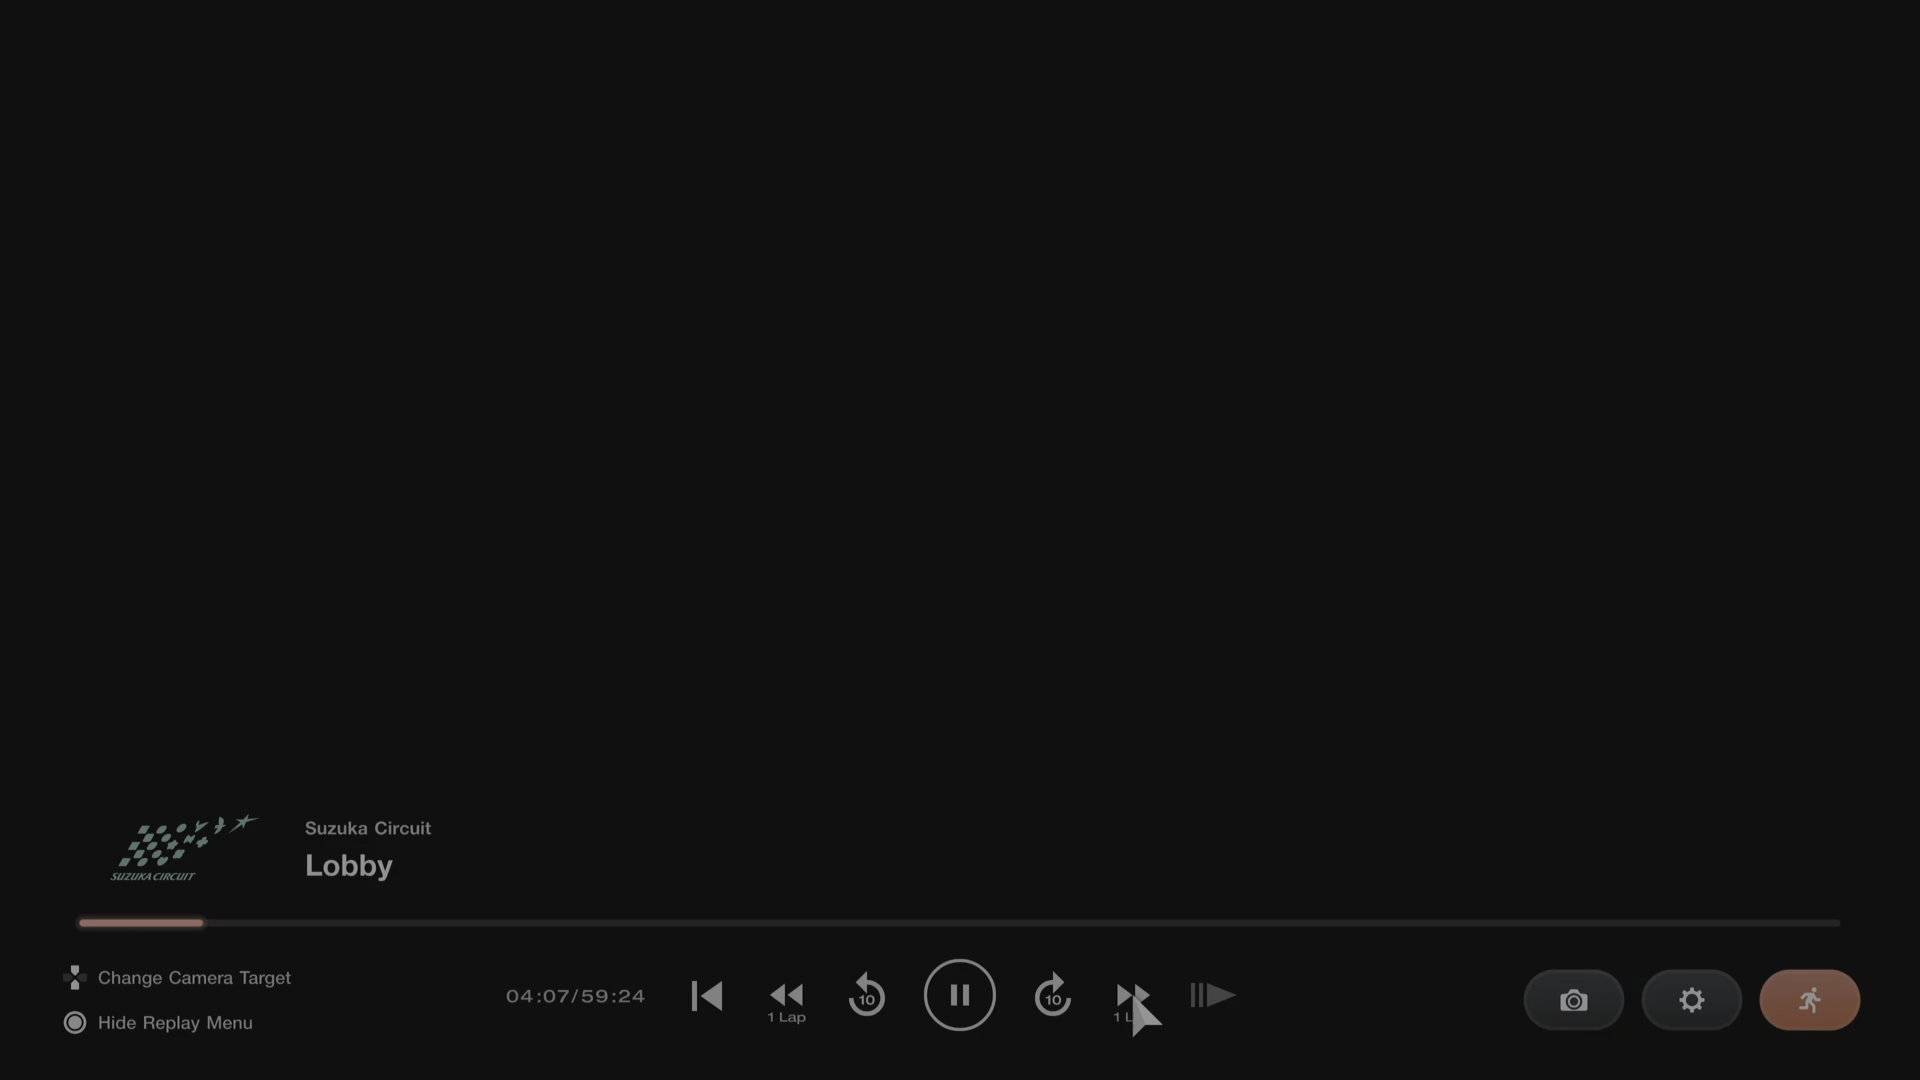 SUZUKA CIRCUIT
Suzuka Circuit
Lobby
Change Camera Target
Hide Replay Menu
04:07/59:24
1 Lap
10
10
1 L